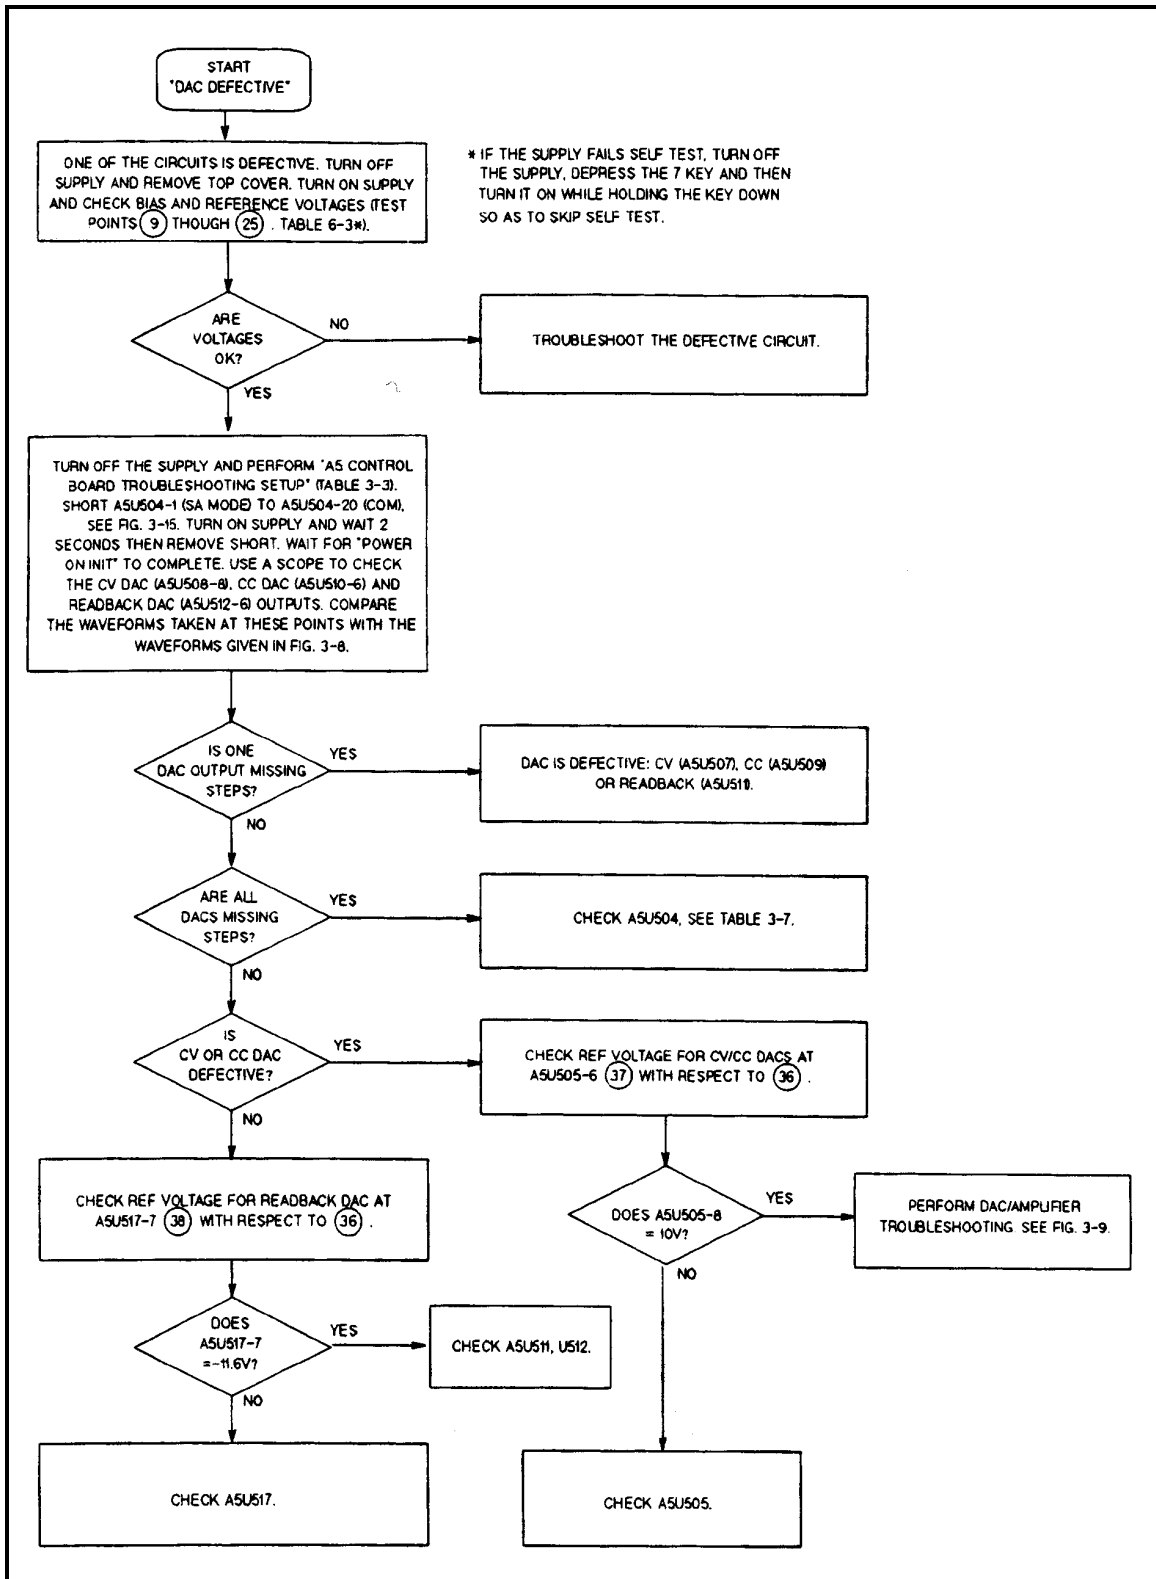 START
"DAC DEFECTIVE"
ONE OF THE CIRCUITS IS DEFECTIVE. TURN OFF
SUPPLY AND REMOVE TOP COVER. TURN ON SUPPLY
AND CHECK BIAS AND REFERENCE VOLTAGES (TEST
POINTS 9 THOUGH 25 . TABLE 6-3*).
* IF THE SUPPLY FAILS SELF TEST, TURN OFF
THE SUPPLY, DEPRESS THE 7 KEY AND THEN
TURN IT ON WHILE HOLDING THE KEY DOWN
SO AS TO SKIP SELF TEST.
ARE
VOLTAGES
OK?
NO
TROUBLESHOOT THE DEFECTIVE CIRCUIT.
YES
TURN OFF THE SUPPLY AND PERFORM "A5 CONTROL
BOARD TROUBLESHOOTING SETUP" (TABLE 3-3).
SHORT A5U504-1 (SA MODE) TO A5U504-20 (COM),
SEE FIG. 3-15. TURN ON SUPPLY AND WAIT 2
SECONDS THEN REMOVE SHORT. WAIT FOR "POWER
ON INIT" TO COMPLETE. USE A SCOPE TO CHECK
THE CV DAC (A5U508-8), CC DAC (A5U510-6) AND
READBACK DAC (A5U512-6) OUTPUTS. COMPARE
THE WAVEFORMS TAKEN AT THESE POINTS WITH THE
WAVEFORMS GIVEN IN FIG. 3-8.
IS ONE
DAC OUTPUT MISSING
STEPS?
YES
DAC IS DEFECTIVE: CV (A5U507), CC (A5U509)
OR READBACK (A5U511).
NO
ARE ALL
DACS MISSING
STEPS?
YES
CHECK A5U504, SEE TABLE 3-7.
NO
IS
CV OR CC DAC
DEFECTIVE?
YES
CHECK REF VOLTAGE FOR CV/CC DACS AT
A5U505-6 37 WITH RESPECT TO 36 .
NO
CHECK REF VOLTAGE FOR READBACK DAC AT
A5U517-7 38 WITH RESPECT TO 36 .
DOES A5U505-8
= 10V?
YES
PERFORM DAC/AMPLIFIER
TROUBLESHOOTING. SEE FIG. 3-9.
NO
DOES
A5U517-7
=-11.6V?
YES
CHECK A5U511, U512.
NO
CHECK A5U517.
CHECK A5U505.